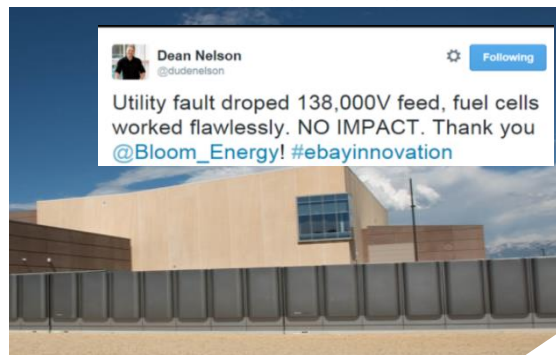 Dean Nelson
@dudenelson
Following
Utility fault droped 138,000V feed, fuel cells
worked flawlessly. NO IMPACT. Thank you
@Bloom_Energy! #ebayinnovation